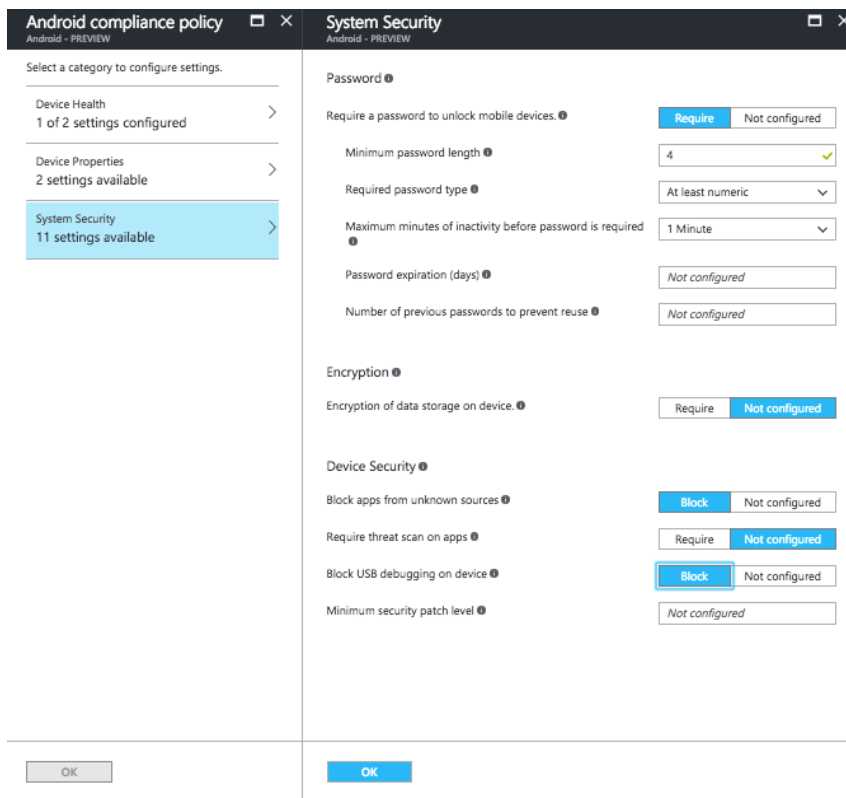 Android compliance policy
Android - PREVIEW
Select a category to configure settings.
Device Health
1 of 2 settings configured
Device Properties
2 settings available
System Security
11 settings available
OK
System Security
Android - PREVIEW
Password
Require a password to unlock mobile devices.
Require
Not configured
Minimum password length
4
Required password type
At least numeric
Maximum minutes of inactivity before password is required
1 Minute
Password expiration (days)
Not configured
Number of previous passwords to prevent reuse
Not configured
Encryption
Encryption of data storage on device.
Require
Not configured
Device Security
Block apps from unknown sources
Block
Not configured
Require threat scan on apps
Require
Not configured
Block USB debugging on device
Block
Not configured
Minimum security patch level
Not configured
OK